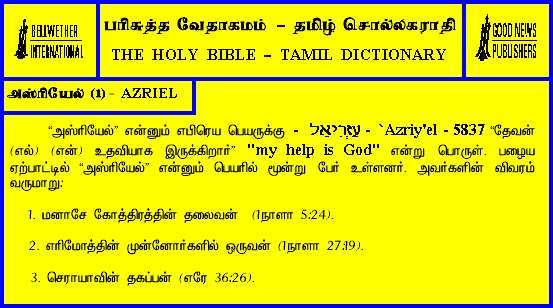 BELLWETHER
INTERNATIONAL
பரிசுத்த வேதாகமம் – தமிழ் சொல்லகராதி
THE HOLY BIBLE – TAMIL DICTIONARY
GOOD NEWS
PUBLISHERS
அஸ்ரியேல் (1) - AZRIEL
“அஸ்ரியேல்” என்னும் எபிரெய பெயருக்கு - עַזְרִיאֵל - `Azriy'el - 5837 “தேவன்
(எல்) (என்) உதவியாக இருக்கிறார்” "my help is God" என்று பொருள். பழைய
ஏற்பாட்டில் “அஸ்ரியேல்” என்னும் பெயரில் மூன்று பேர் உள்ளனர். அவர்களின் விவரம்
வருமாறு:
1. மனாசே கோத்திரத்தின் தலைவன் (1நாளா 5:24).
2. எரிமோத்தின் முன்னோர்களில் ஒருவன் (1நாளா 27:19).
3. செராயாவின் தகப்பன் (எரே 36:26).